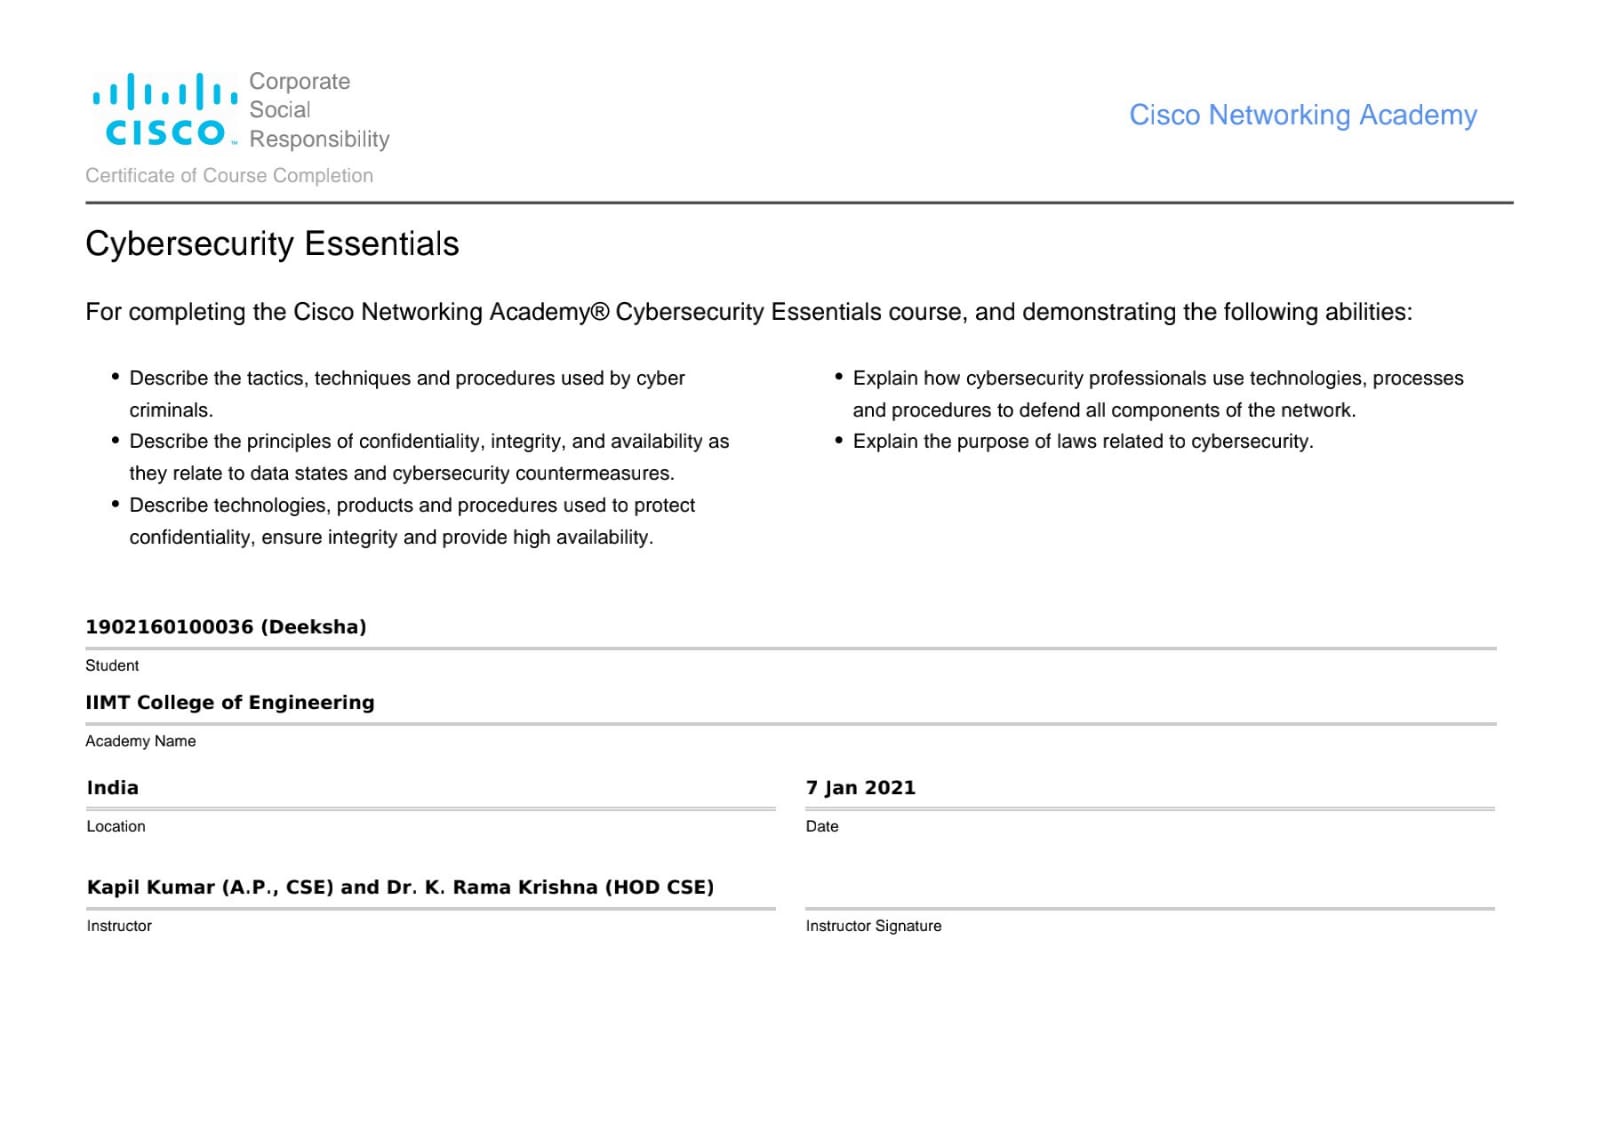 Corporate
Social
Responsibility
CISCO™
Certificate of Course Completion
Cisco Networking Academy
Cybersecurity Essentials
For completing the Cisco Networking Academy® Cybersecurity Essentials course, and demonstrating the following abilities:
• Describe the tactics, techniques and procedures used by cyber
criminals.
• Describe the principles of confidentiality, integrity, and availability as
they relate to data states and cybersecurity countermeasures.
• Describe technologies, products and procedures used to protect
confidentiality, ensure integrity and provide high availability.
• Explain how cybersecurity professionals use technologies, processes
and procedures to defend all components of the network.
• Explain the purpose of laws related to cybersecurity.
1902160100036 (Deeksha)
Student
IIMT College of Engineering
Academy Name
India
Location
7 Jan 2021
Date
Kapil Kumar (A.P., CSE) and Dr. K. Rama Krishna (HOD CSE)
Instructor
Instructor Signature